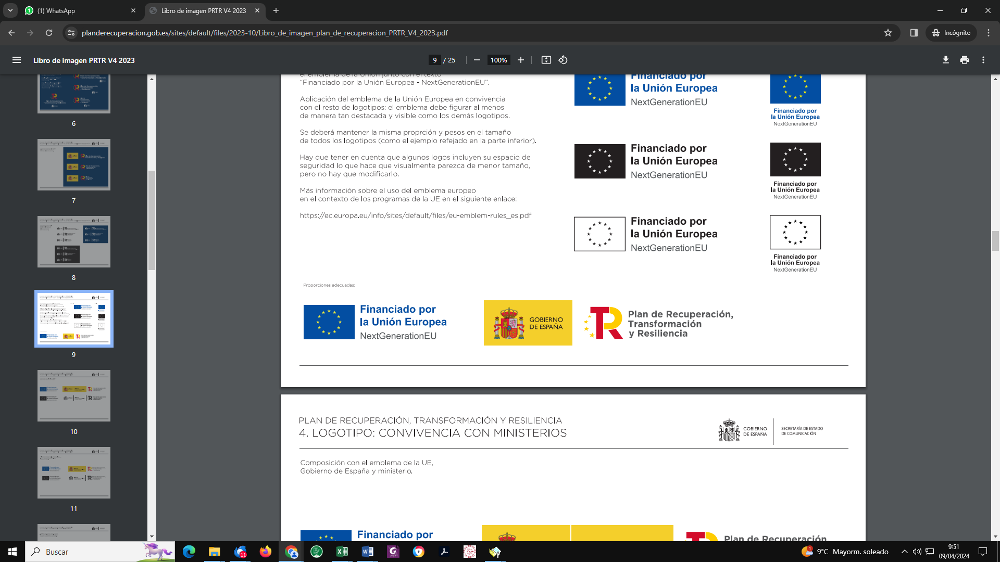 (1) WhatsApp
Libro de imagen PRTR V4 2023
planderecuperacion.gob.es/sites/default/files/2023-10/Libro_de_imagen_plan_de_recuperacion_PRTR_V4_2023.pdf
Incógnito
Libro de imagen PRTR V4 2023
9 / 25
100%
6
7
8
9
10
11
el emblema de la Unión junto con el texto
“Financiado por la Unión Europea - NextGenerationEU”.
Aplicación del emblema de la Unión Europea en convivencia
con el resto de logotipos: el emblema debe figurar al menos
de manera tan destacada y visible como los demás logotipos.
Se deberá mantener la misma proprción y pesos en el tamaño
de todos los logotipos (como el ejemplo refejado en la parte inferior).
Hay que tener en cuenta que algunos logos incluyen su espacio de
seguridad lo que hace que visualmente parezca de menor tamaño,
pero no hay que modificarlo.
Más información sobre el uso del emblema europeo
en el contexto de los programas de la UE en el siguiente enlace:
https://ec.europa.eu/info/sites/default/files/eu-emblem-rules_es.pdf
Financiado por
la Unión Europea
NextGenerationEU
Financiado por
la Unión Europea
NextGenerationEU
Financiado por
la Unión Europea
NextGenerationEU
Financiado por
la Unión Europea
NextGenerationEU
Financiado por
la Unión Europea
NextGenerationEU
Financiado por
la Unión Europea
NextGenerationEU
Proporciones adecuadas:
Financiado por
la Unión Europea
NextGenerationEU
GOBIERNO
DE ESPAÑA
Plan de Recuperación,
Transformación
y Resiliencia
PLAN DE RECUPERACIÓN, TRANSFORMACIÓN Y RESILIENCIA
4. LOGOTIPO: CONVIVENCIA CON MINISTERIOS
GOBIERNO
DE ESPAÑA
SECRETARÍA DE ESTADO
DE COMUNICACIÓN
Composición con el emblema de la UE,
Gobierno de España y ministerio.
Financiado por
Plan de Recuperación,
Buscar
11
9°C Mayorm. soleado
9:51
09/04/2024